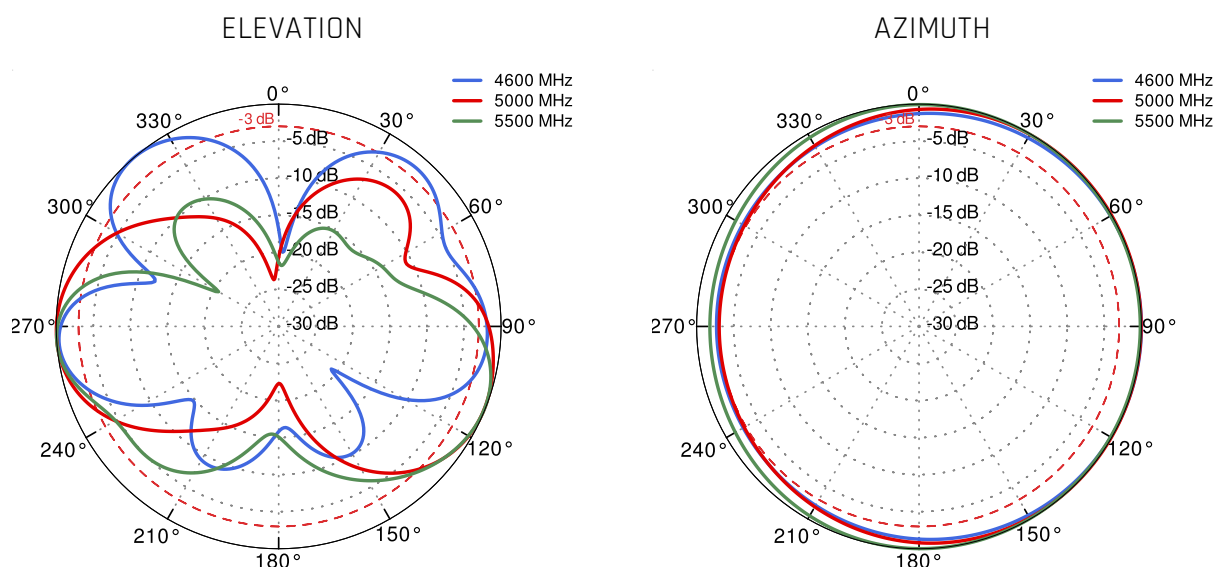 ELEVATION
4600 MHz
5000 MHz
5500 MHz
0°
330°
-3 dB
30°
-5 dB
-10 dB
300°
-15 dB
60°
-20 dB
-25 dB
270°
-30 dB
90°
240°
120°
210°
150°
180°
AZIMUTH
4600 MHz
5000 MHz
5500 MHz
0°
330°
3 dB
30°
-5 dB
-10 dB
300°
-15 dB
60°
-20 dB
-25 dB
270°
-30 dB
90°
240°
120°
210°
150°
180°